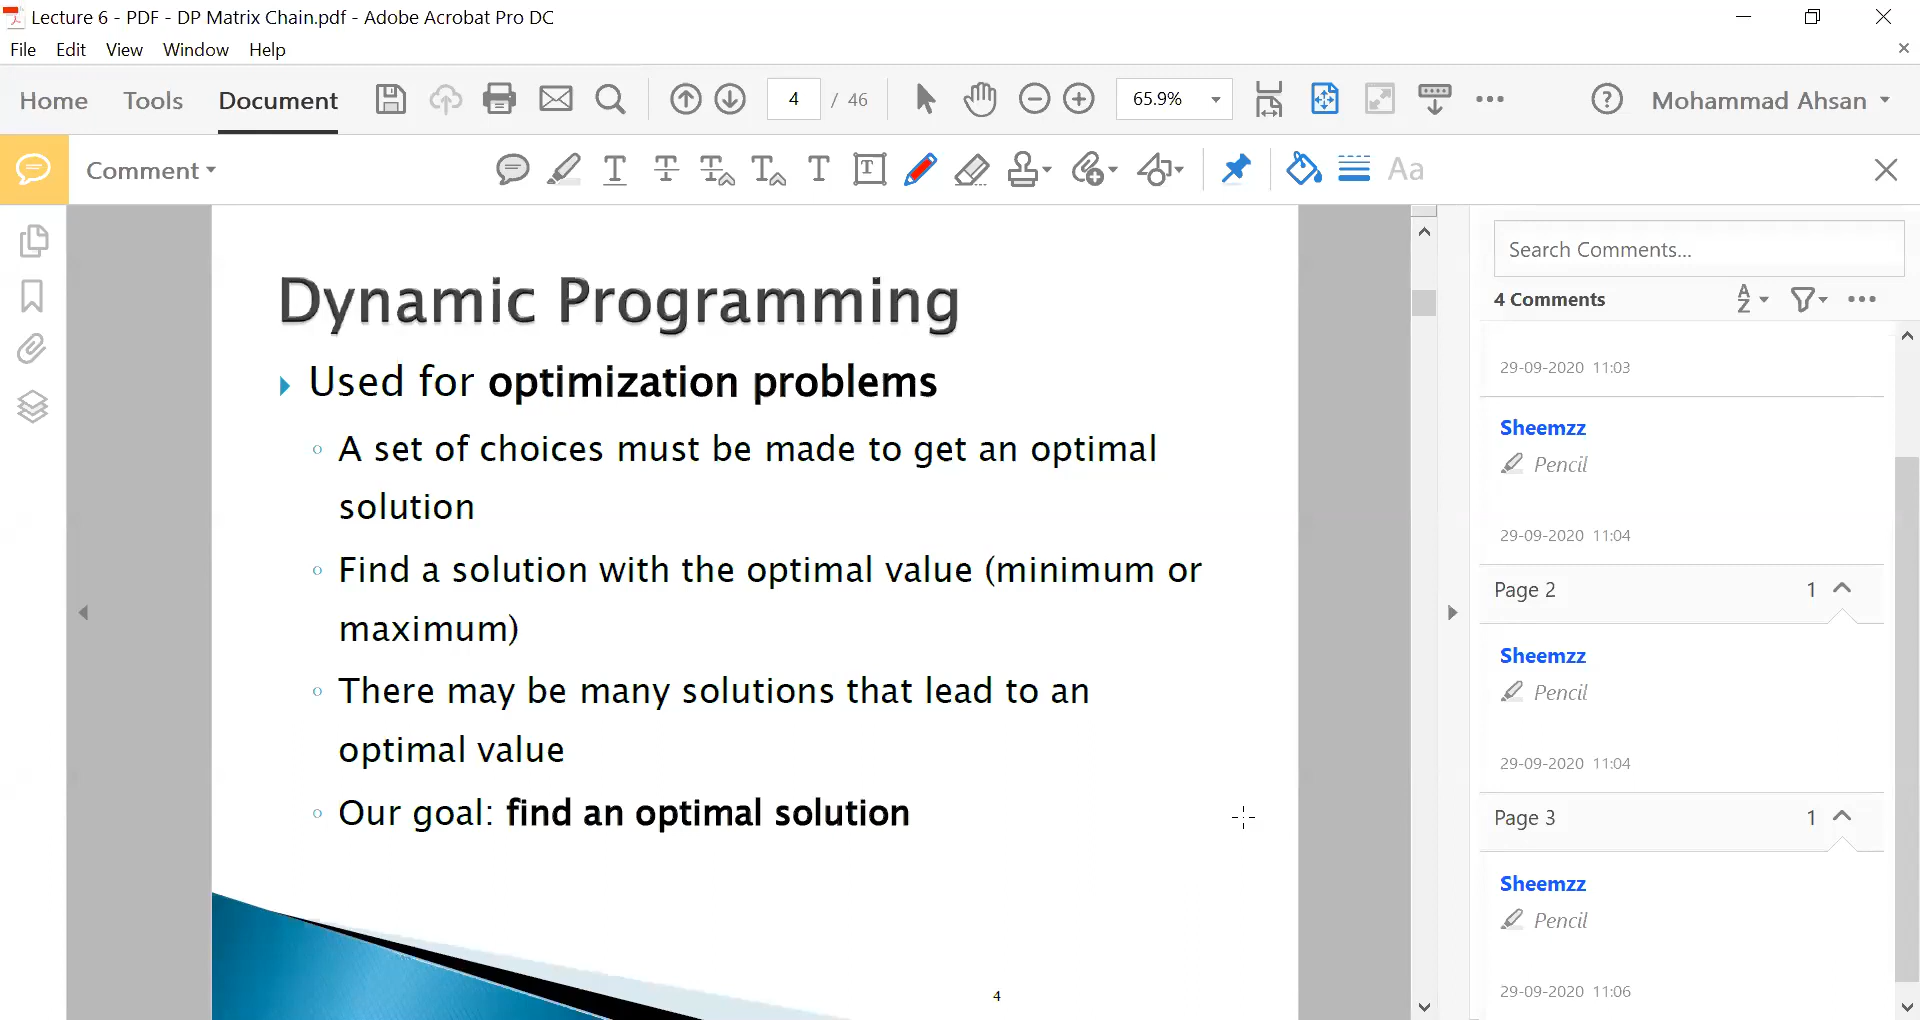 Lecture 6 - PDF - DP Matrix Chain.pdf - Adobe Acrobat Pro DC
File Edit View Window Help
Home Tools Document 4 / 46 65.9% Mohammad Ahsan
Comment Aa
Search Comments...
4 Comments
29-09-2020 11:03
Sheemzz
Pencil
29-09-2020 11:04
Page 2 1
Sheemzz
Pencil
29-09-2020 11:04
Page 3 1
Sheemzz
Pencil
29-09-2020 11:06
Dynamic Programming
Used for optimization problems
A set of choices must be made to get an optimal
solution
Find a solution with the optimal value (minimum or
maximum)
There may be many solutions that lead to an
optimal value
Our goal: find an optimal solution
4